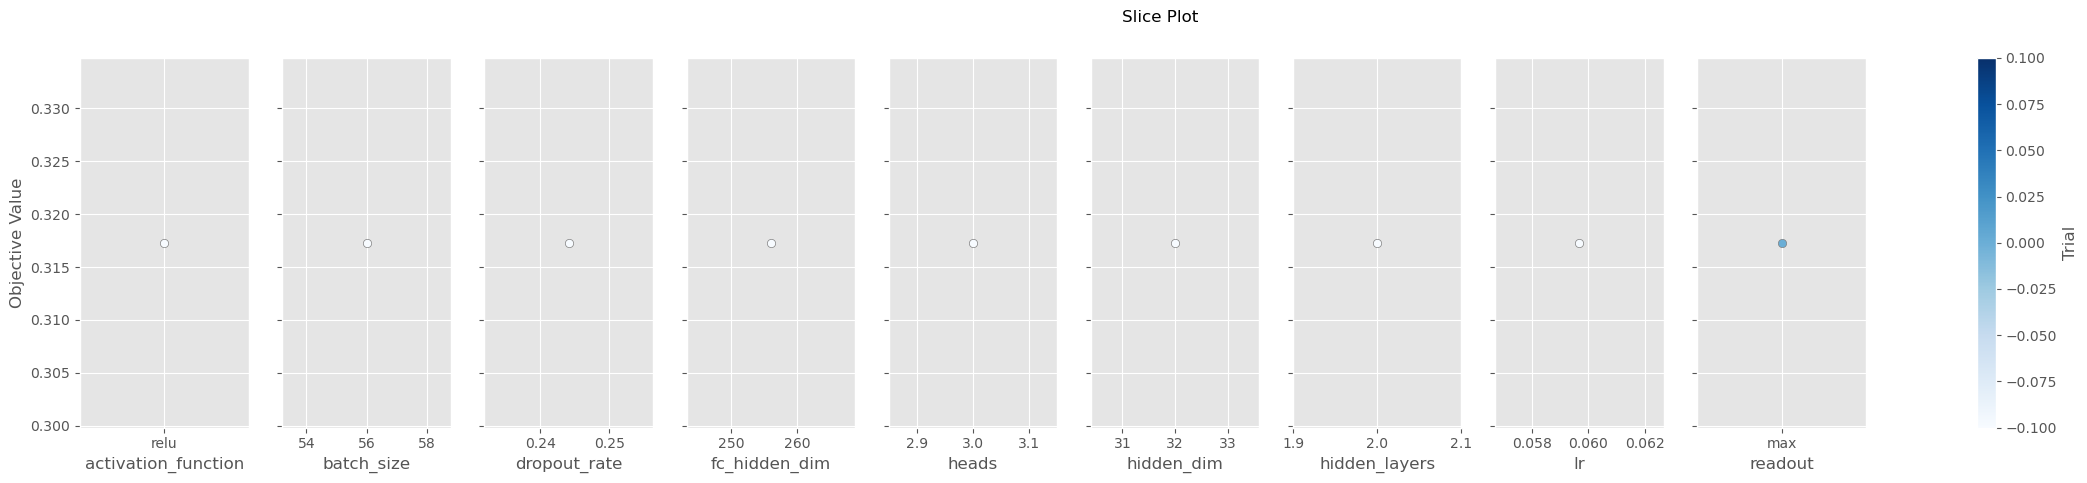 Slice Plot
Objective Value
0.330
0.325
0.320
0.315
0.310
0.305
0.300
relu
activation_function
54 56 58
batch_size
0.24 0.25
dropout_rate
250 260
fc_hidden_dim
2.9 3.0 3.1
heads
31 32 33
hidden_dim
1.9 2.0 2.1
hidden_layers
0.058 0.060 0.062
lr
max
readout
0.100
0.075
0.050
0.025
0.000
−0.025
−0.050
−0.075
−0.100
Trial